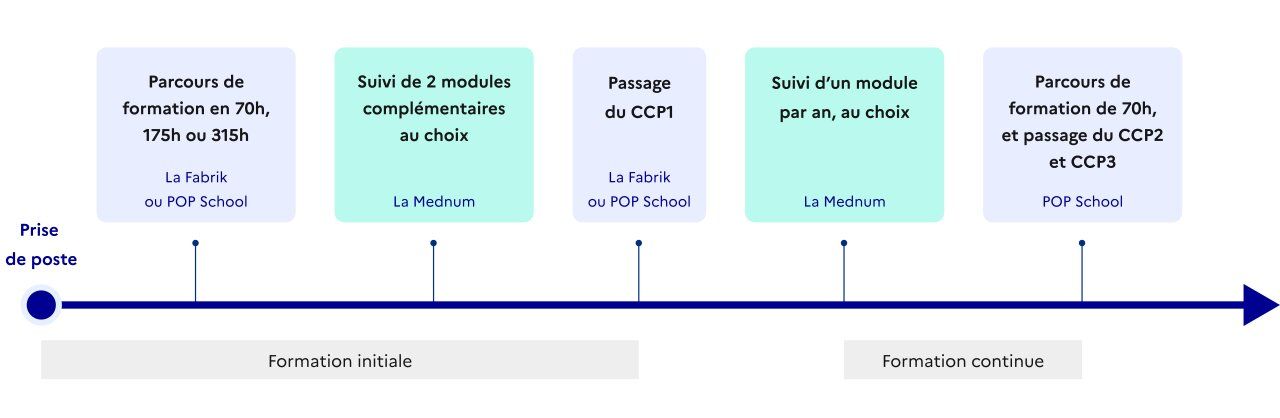 Parcours de
formation en 70h,
175h ou 315h
La Fabrik
ou POP School
Suivi de 2 modules
complémentaires
au choix
La Mednum
Passage
du CCP1
La Fabrik
ou POP School
Suivi d’un module
par an, au choix
La Mednum
Parcours de
formation de 70h,
et passage du CCP2
et CCP3
POP School
Prise
de poste
Formation initiale
Formation continue